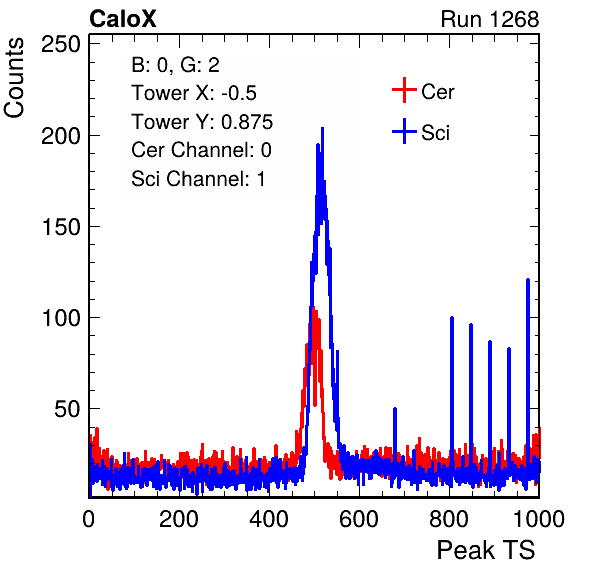 CaloX Run 1268
Counts
250
200
150
100
50
B: 0, G: 2
Tower X: -0.5
Tower Y: 0.875
Cer Channel: 0
Sci Channel: 1
Cer
Sci
0 200 400 600 800 1000
Peak TS